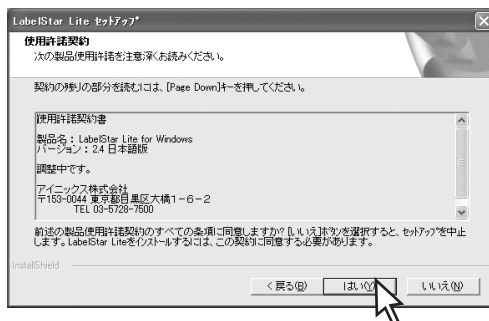 LabelStar Lite ｾｯﾄｱｯﾌﾟ
使用許諾契約
次の製品使用許諾を注意深くお読みください。
契約の残りの部分を読むには、[Page Down]キーを押してください。
使用許諾契約書
製品名：LabelStar Lite for Windows
バージョン：2.4 日本語版
調整中です。
アイニックス株式会社
〒153-0044 東京都目黒区大橋1－6－2
TEL 03-5728-7500
前述の製品使用許諾契約のすべての条項に同意しますか? [いいえ]ボタンを選択すると、セットアップを中止
します。LabelStar Liteをインストールするには、この契約に同意する必要があります。
InstallShield
< 戻る(B)
はい(Y)
いいえ(N)